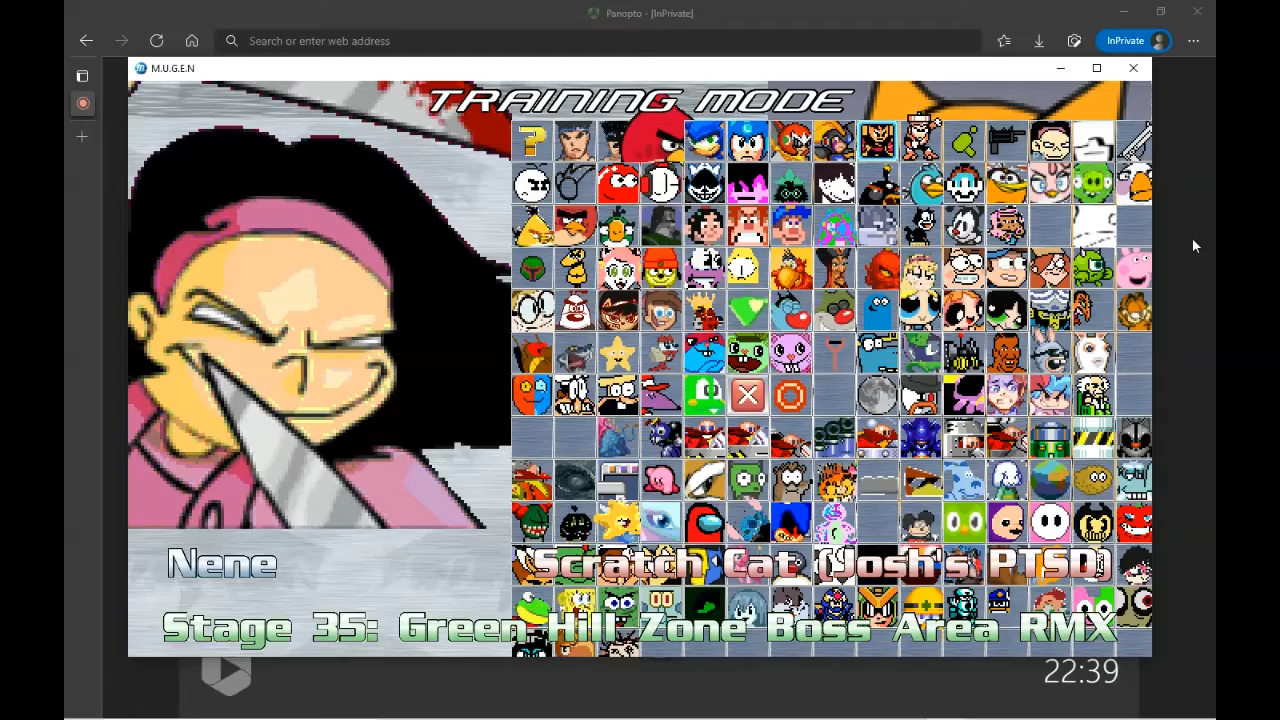 Panopto - [InPrivate]
Search or enter web address
InPrivate
M.U.G.E.N
TRAINING MODE
Nene
Scratch Cat (Josh's PTSD)
Stage 35: Green Hill Zone Boss Area RMX
22:39